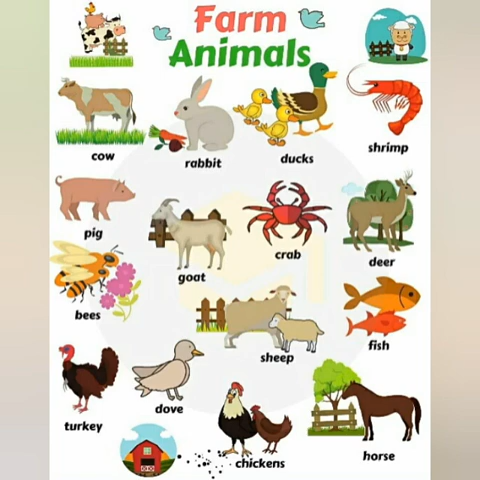 Farm
Animals
cow
rabbit
ducks
shrimp
pig
goat
crab
deer
bees
sheep
fish
turkey
dove
chickens
horse